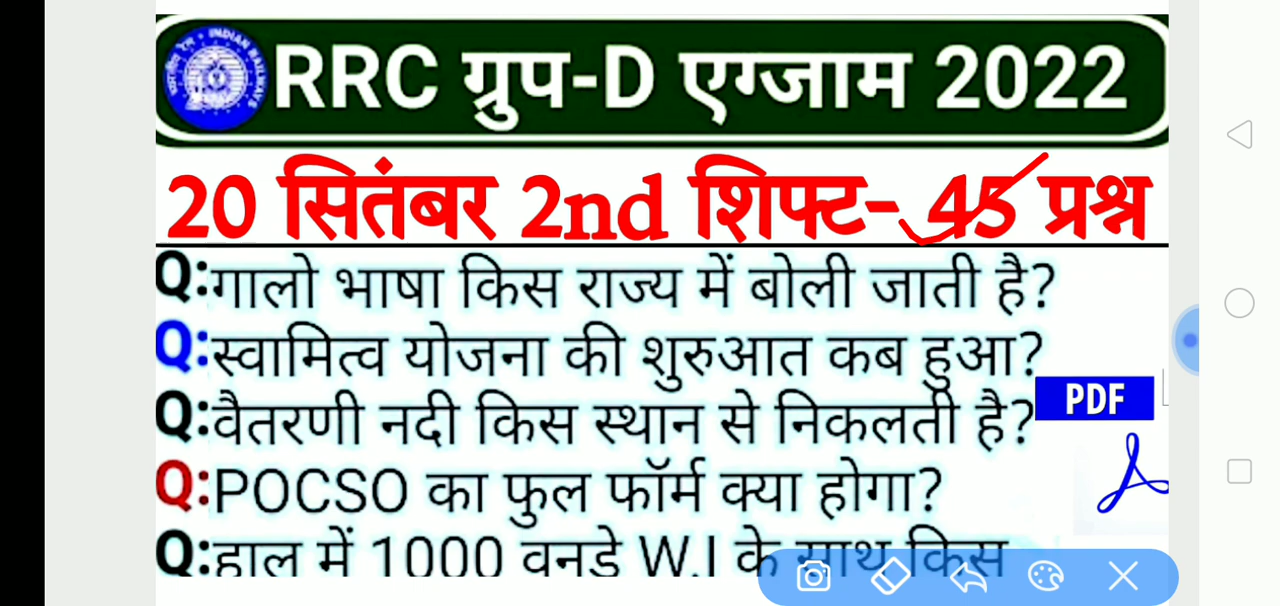 RRC ग्रुप-D एग्जाम 2022
20 सितंबर 2nd शिफ्ट- 45 प्रश्न
Q:गालो भाषा किस राज्य में बोली जाती है?
Q:स्वामित्व योजना की शुरुआत कब हुआ?
Q:वैतरणी नदी किस स्थान से निकलती है?
PDF
Q:POCSO का फुल फॉर्म क्या होगा?
Q:हाल में 1000 वनडे W.I के साथ किस